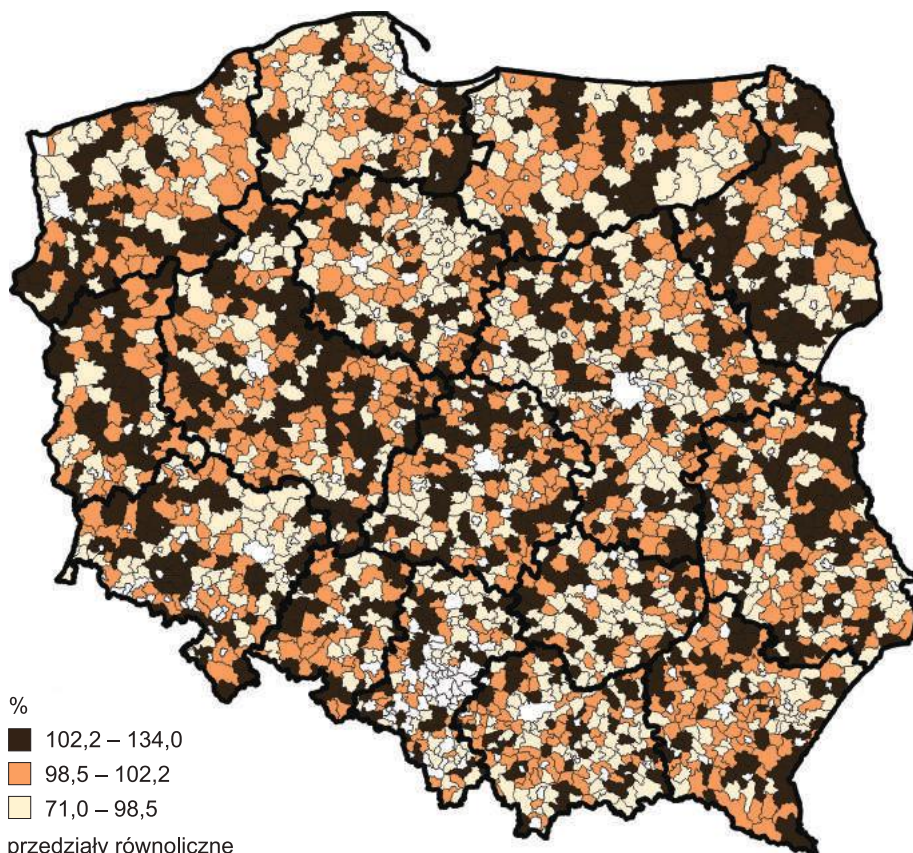 %
102,2 – 134,0
98,5 – 102,2
71,0 – 98,5
przedziały równoliczne